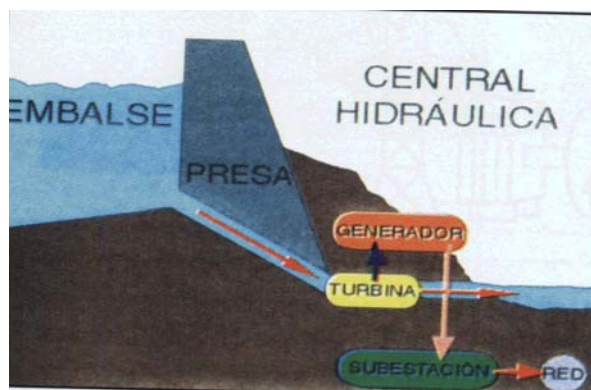 CENTRAL
HIDRÁULICA
EMBALSE
PRESA
GENERADOR
TURBINA
SUBESTACIÓN
RED